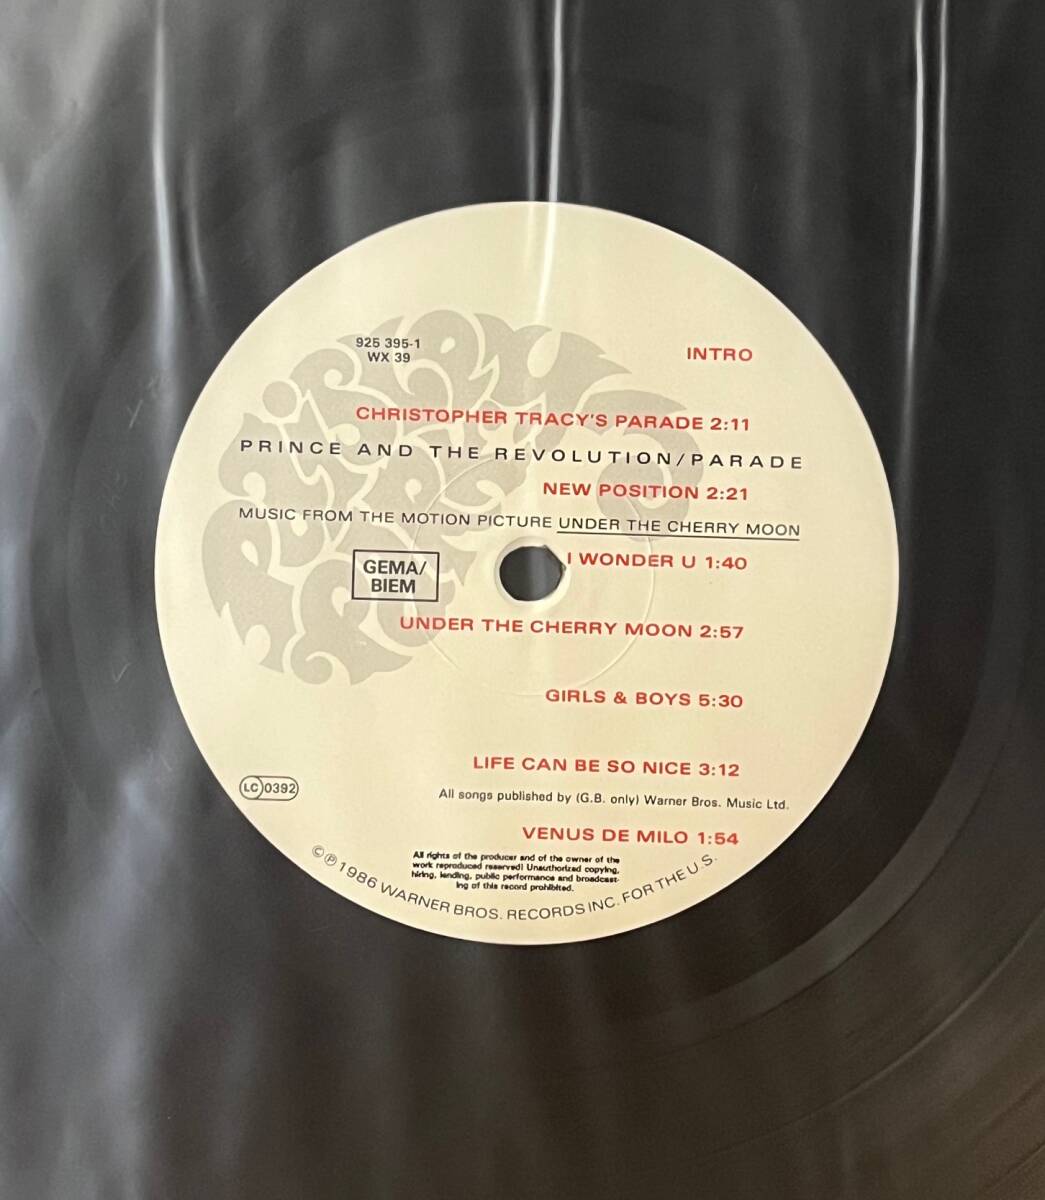 925 395-1
WX 39
INTRO
CHRISTOPHER TRACY'S PARADE 2:11
PRINCE AND THE REVOLUTION/PARADE
NEW POSITION 2:21
MUSIC FROM THE MOTION PICTURE UNDER THE CHERRY MOON
I WONDER U 1:40
GEMA/
BIEM
UNDER THE CHERRY MOON 2:57
GIRLS & BOYS 5:30
LIFE CAN BE SO NICE 3:12
LC 0392
All songs published by (G.B. only) Warner Bros. Music Ltd.
VENUS DE MILO 1:54
All rights of the producer and of the owner of the
work reproduced reserved! Unauthorized copying,
hiring, lending, public performance and broadcast-
ing of this record prohibited.
©℗ 1986 WARNER BROS. RECORDS INC. FOR THE U.S.
PAISLEY
PARK